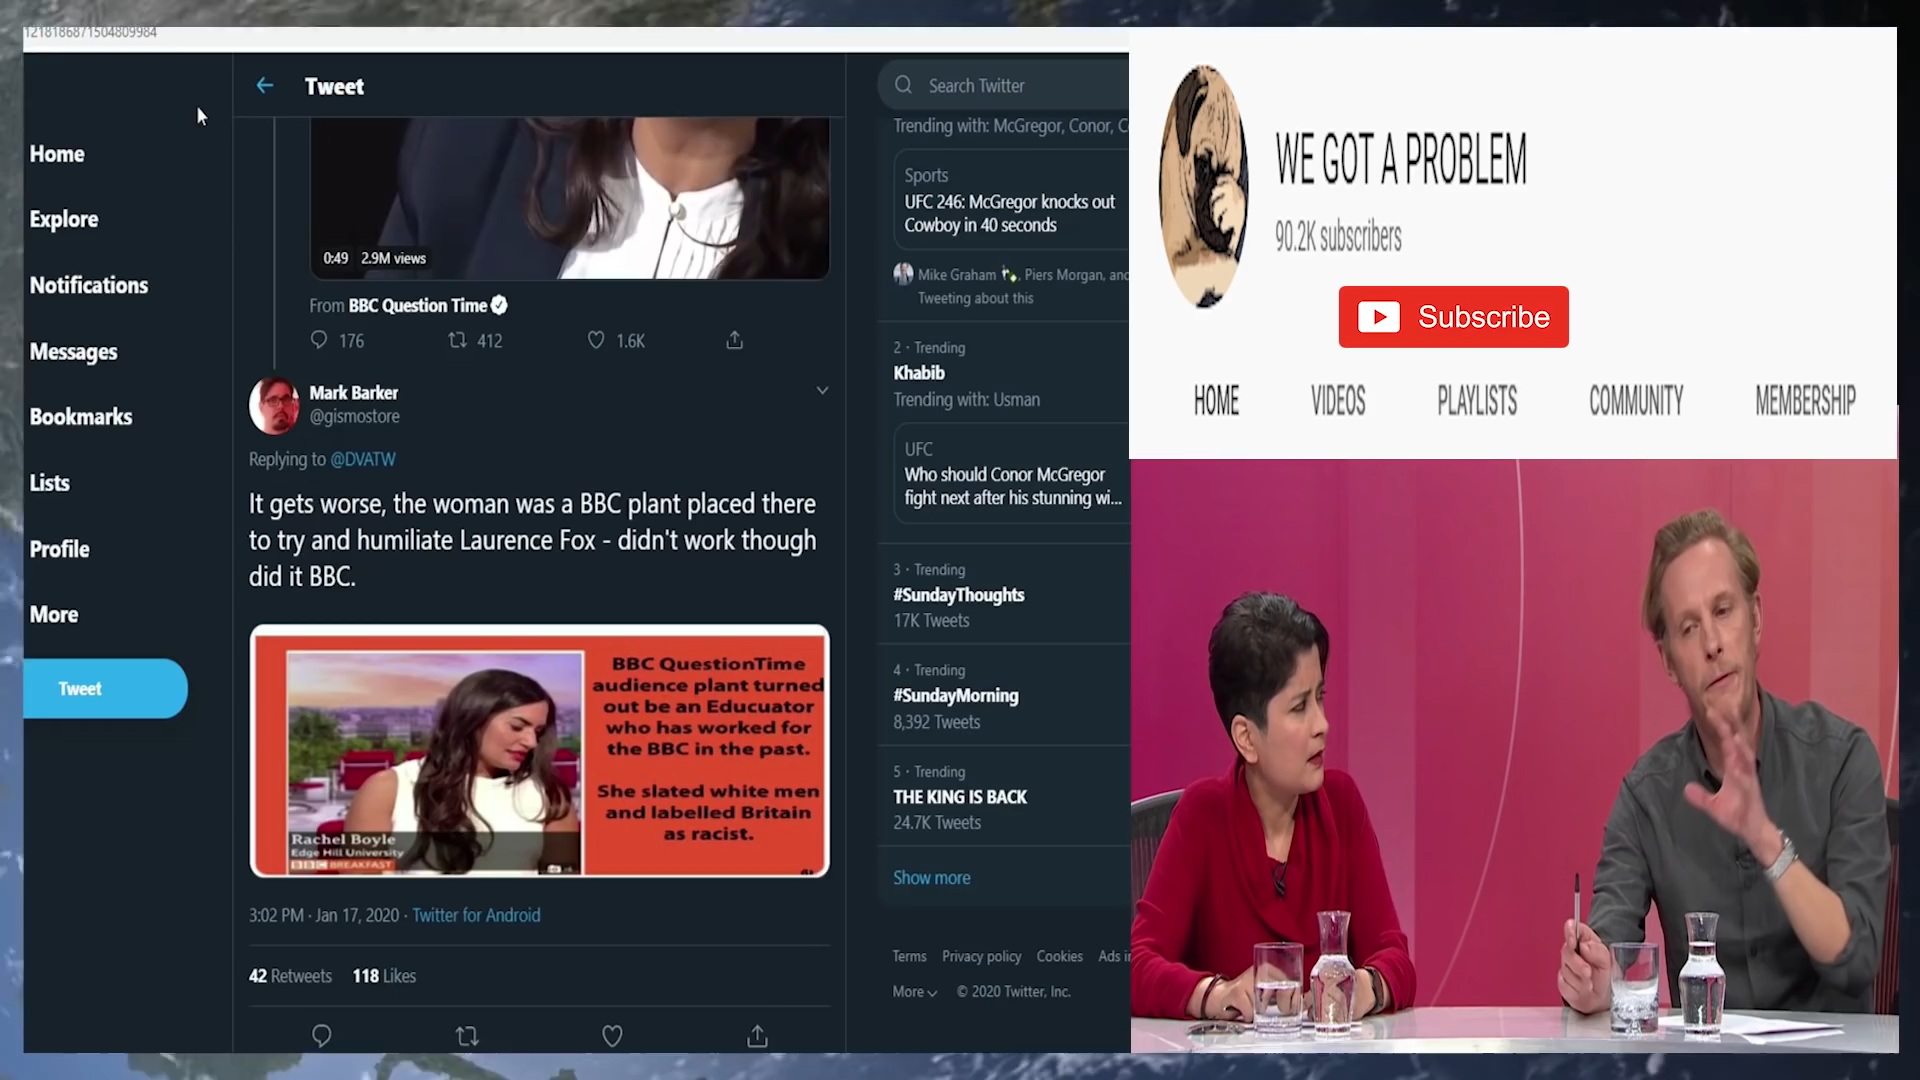 1218186871504809984
Home
Explore
Notifications
Messages
Bookmarks
Lists
Profile
More
Tweet
Tweet
0:49 2.9M views
From BBC Question Time
176 412 1.6K
Mark Barker
@gismostore
Replying to @DVATW
It gets worse, the woman was a BBC plant placed there
to try and humiliate Laurence Fox - didn't work though
did it BBC.
Rachel Boyle
Edge Hill University
BBC BREAKFAST
BBC QuestionTime
audience plant turned
out be an Educuator
who has worked for
the BBC in the past.
She slated white men
and labelled Britain
as racist.
3:02 PM · Jan 17, 2020 · Twitter for Android
42 Retweets 118 Likes
Search Twitter
Trending with: McGregor, Conor, C
Sports
UFC 246: McGregor knocks out
Cowboy in 40 seconds
Mike Graham , Piers Morgan, and
Tweeting about this
2 · Trending
Khabib
Trending with: Usman
UFC
Who should Conor McGregor
fight next after his stunning wi...
3 · Trending
#SundayThoughts
17K Tweets
4 · Trending
#SundayMorning
8,392 Tweets
5 · Trending
THE KING IS BACK
24.7K Tweets
Show more
Terms Privacy policy Cookies Ads in
More © 2020 Twitter, Inc.
WE GOT A PROBLEM
90.2K subscribers
Subscribe
HOME VIDEOS PLAYLISTS COMMUNITY MEMBERSHIP